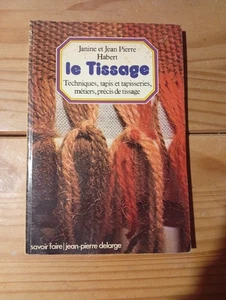 Janine et Jean Pierre
Habert
le Tissage
Techniques, tapis et tapisseries,
métiers, précis de tissage
savoir faire/jean-pierre delarge